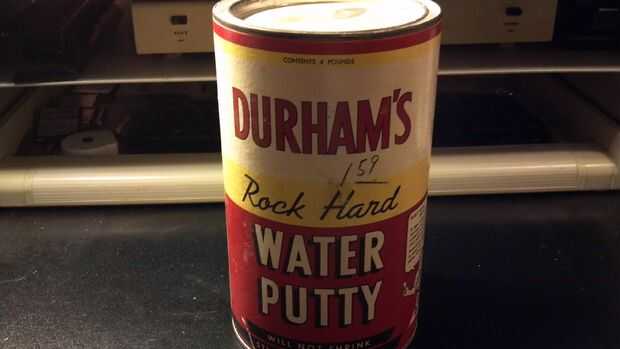 CONTENTS 4 POUNDS
DURHAM'S
1 59
Rock Hard
WATER
PUTTY
WILL NOT SHRINK